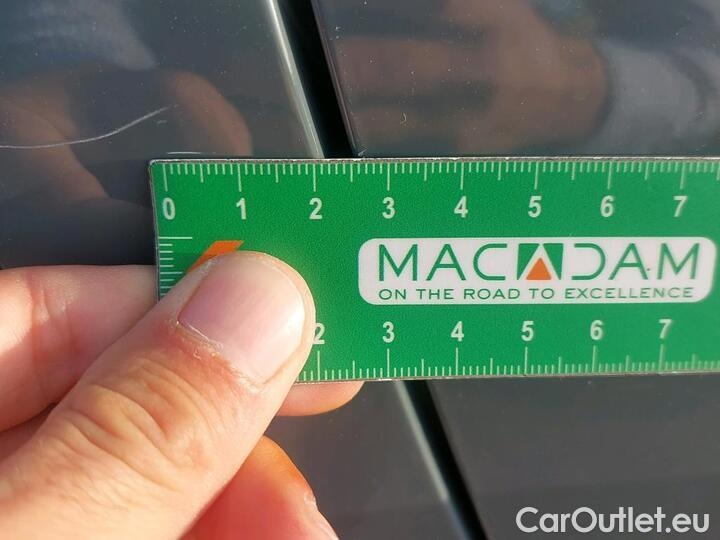 0 1 2 3 4 5 6 7
MACADAM
ON THE ROAD TO EXCELLENCE
2 3 4 5 6 7
CarOutlet.eu